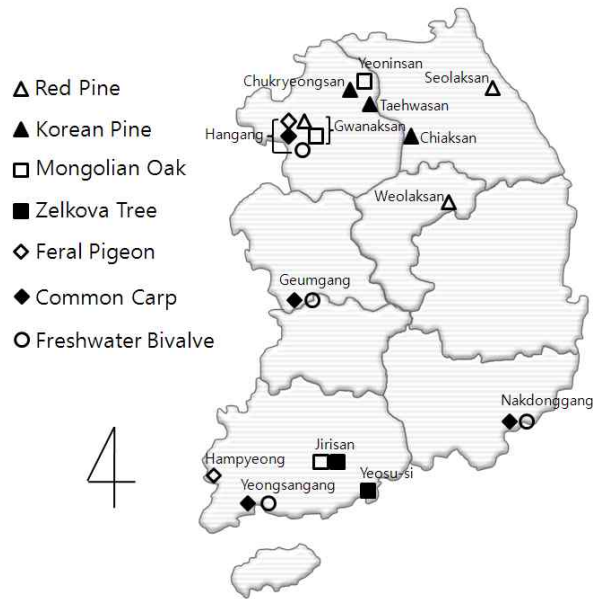 Red Pine
Korean Pine
Mongolian Oak
Zelkova Tree
Feral Pigeon
Common Carp
Freshwater Bivalve
Yeoninsan
Chukryeongsan
Seolaksan
Taehwasan
Hangang
Gwanaksan
Chiaksan
Weolaksan
Geumgang
Nakdonggang
Jirisan
Hampyeong
Yeosu-si
Yeongsangang